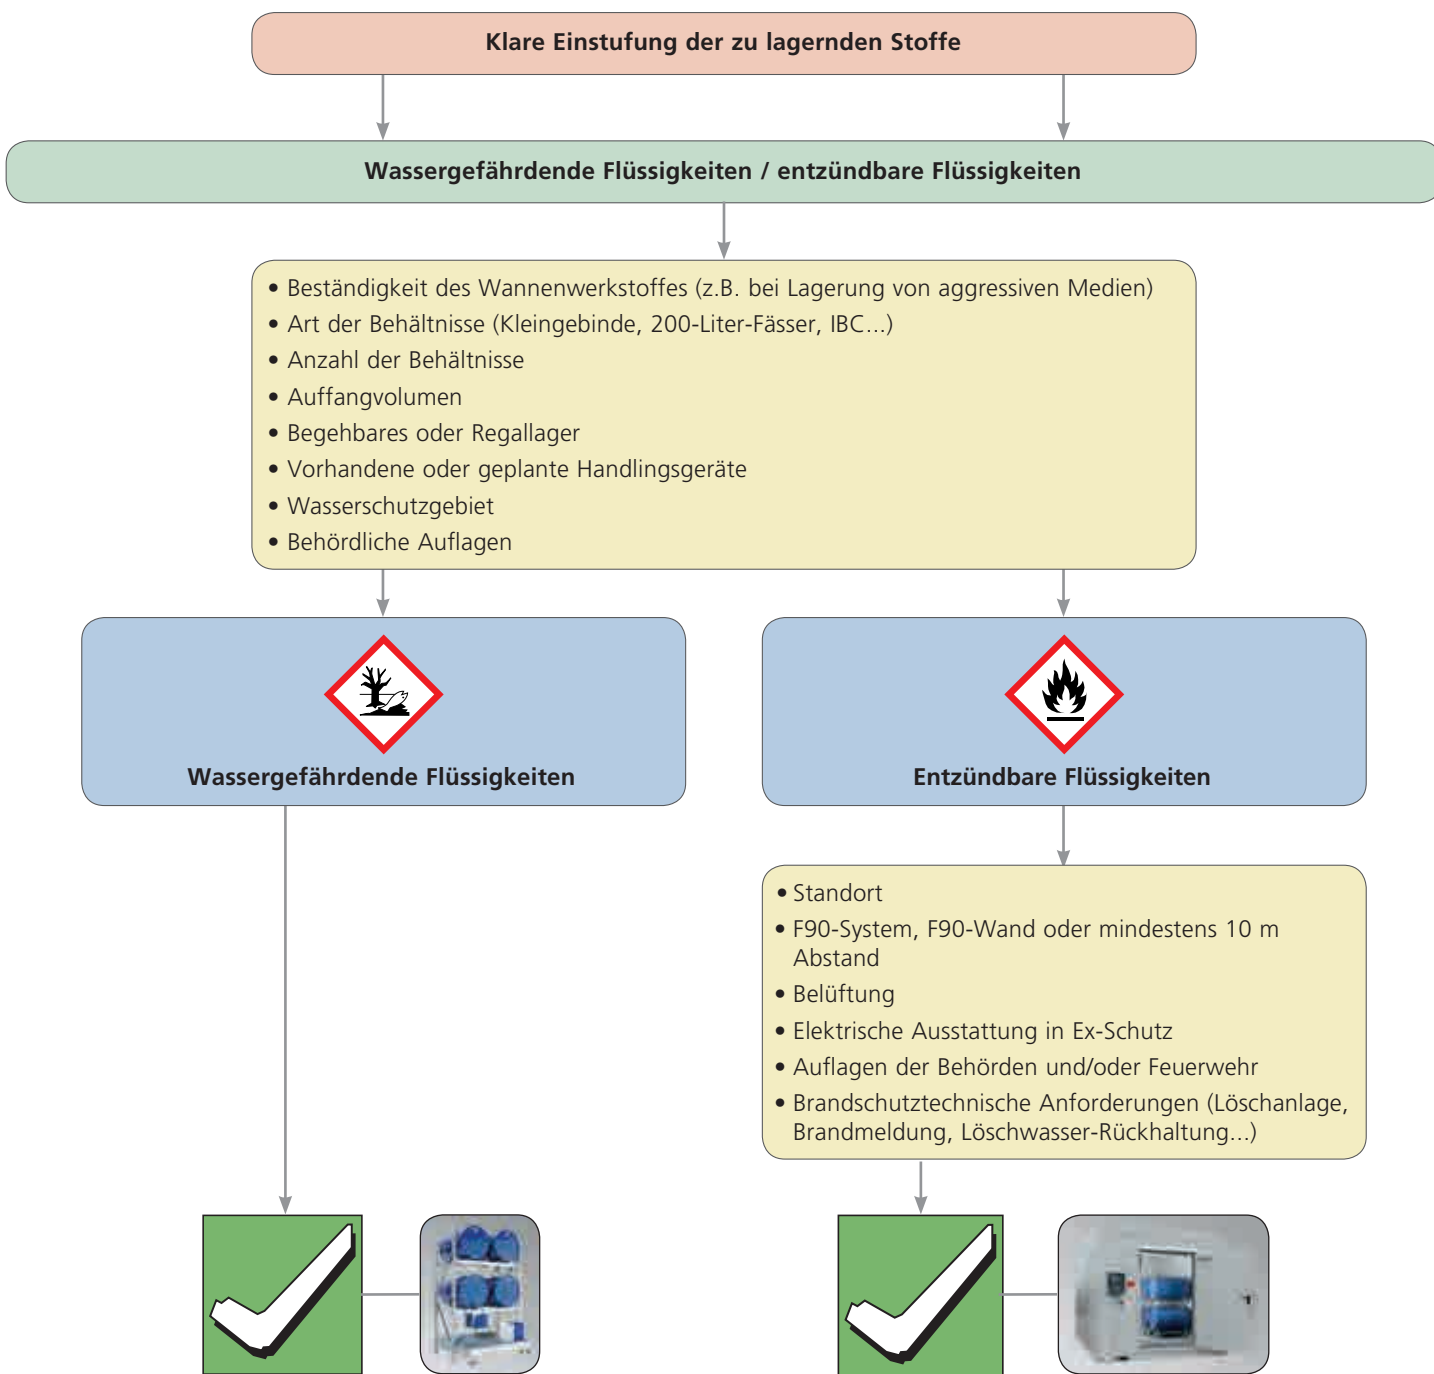 Klare Einstufung der zu lagernden Stoffe
Wassergefährdende Flüssigkeiten / entzündbare Flüssigkeiten
• Beständigkeit des Wannenwerkstoffes (z.B. bei Lagerung von aggressiven Medien)
• Art der Behältnisse (Kleingebinde, 200-Liter-Fässer, IBC...)
• Anzahl der Behältnisse
• Auffangvolumen
• Begehbares oder Regallager
• Vorhandene oder geplante Handlingsgeräte
• Wasserschutzgebiet
• Behördliche Auflagen
Wassergefährdende Flüssigkeiten
Entzündbare Flüssigkeiten
• Standort
• F90-System, F90-Wand oder mindestens 10 m
Abstand
• Belüftung
• Elektrische Ausstattung in Ex-Schutz
• Auflagen der Behörden und/oder Feuerwehr
• Brandschutztechnische Anforderungen (Löschanlage,
Brandmeldung, Löschwasser-Rückhaltung...)